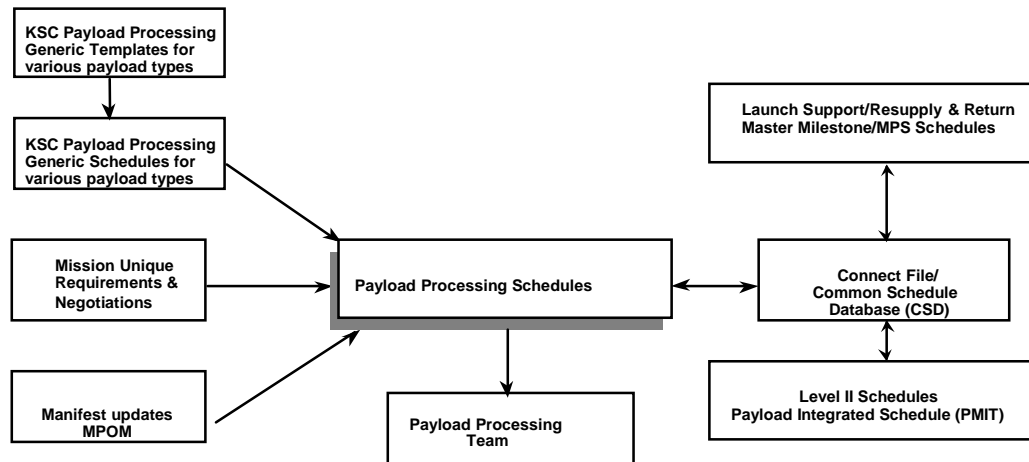 KSC Payload Processing
Generic Templates for
various payload types
KSC Payload Processing
Generic Schedules for
various payload types
Mission Unique
Requirements &
Negotiations
Manifest updates
MPOM
Payload Processing Schedules
Payload Processing
Team
Launch Support/Resupply & Return
Master Milestone/MPS Schedules
Connect File/
Common Schedule
Database (CSD)
Level II Schedules
Payload Integrated Schedule (PMIT)